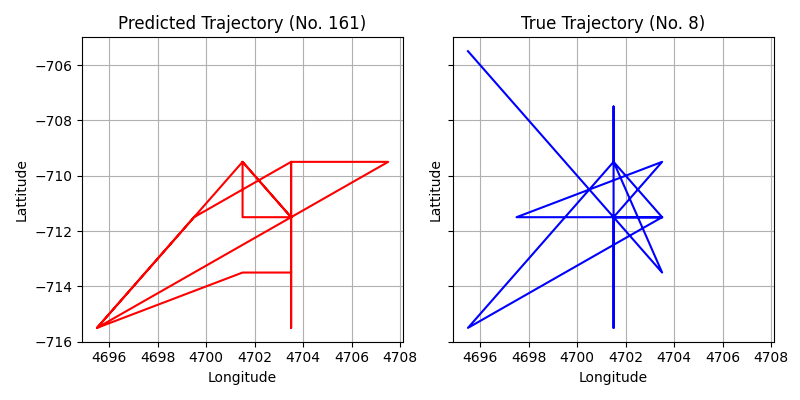 Predicted Trajectory (No. 161)
True Trajectory (No. 8)
−706
−708
−710
−712
−714
−716
Lattitude
Lattitude
4696 4698 4700 4702 4704 4706 4708
4696 4698 4700 4702 4704 4706 4708
Longitude
Longitude